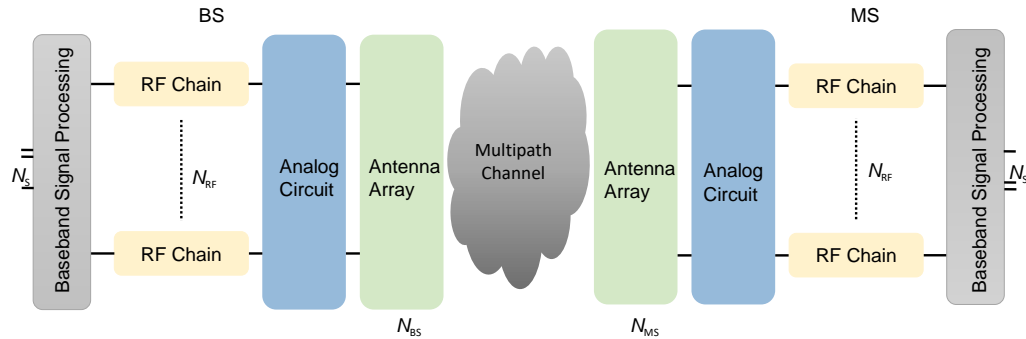 BS
MS
Baseband Signal Processing
RF Chain
RF Chain
N_S
N_RF
Analog
Circuit
Antenna
Array
N_BS
Multipath
Channel
Antenna
Array
N_MS
Analog
Circuit
RF Chain
RF Chain
N_RF
Baseband Signal Processing
N_S